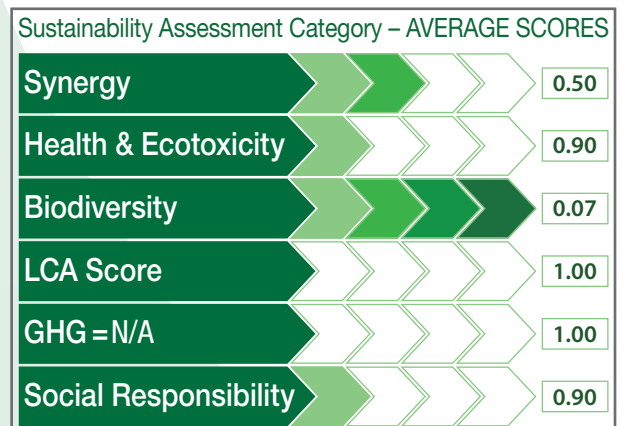 Sustainability Assessment Category – AVERAGE SCORES
Synergy 0.50
Health & Ecotoxicity 0.90
Biodiversity 0.07
LCA Score 1.00
GHG = N/A 1.00
Social Responsibility 0.90